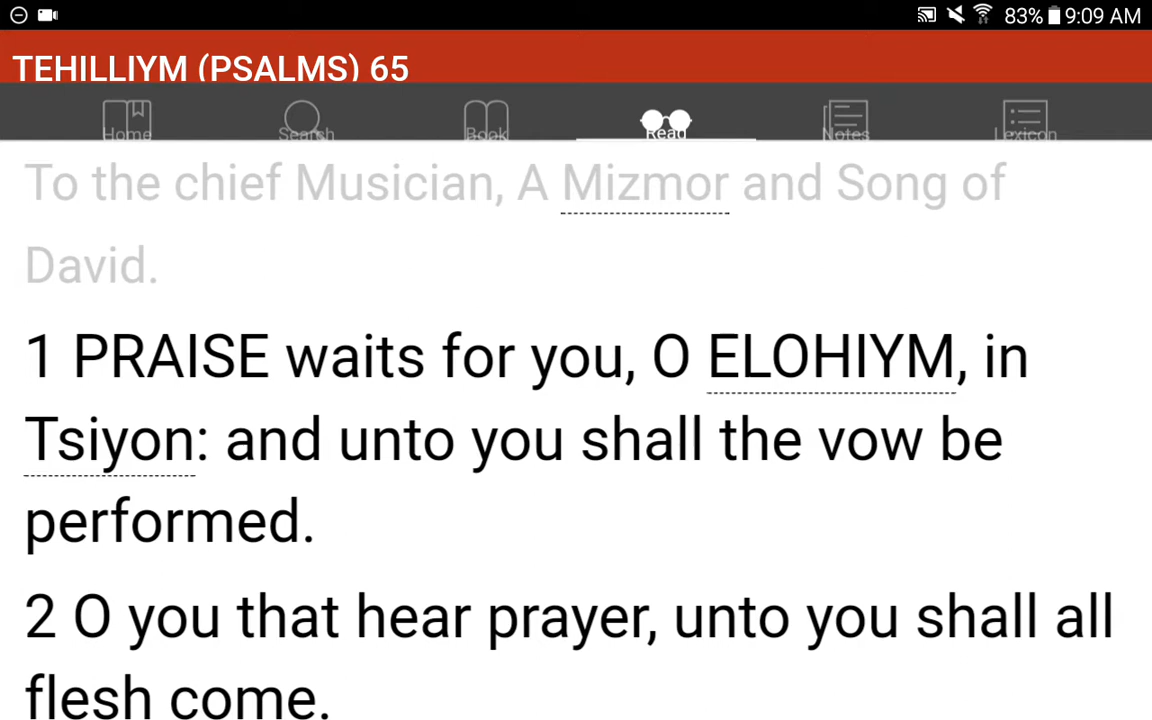 83% 9:09 AM
TEHILLIYM (PSALMS) 65
Home Search Book Read Notes Lexicon
To the chief Musician, A Mizmor and Song of
David.
1 PRAISE waits for you, O ELOHIYM, in
Tsiyon: and unto you shall the vow be
performed.
2 O you that hear prayer, unto you shall all
flesh come.